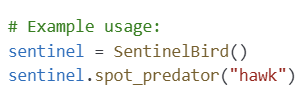 # Example usage:
sentinel = SentinelBird()
sentinel.spot_predator("hawk")